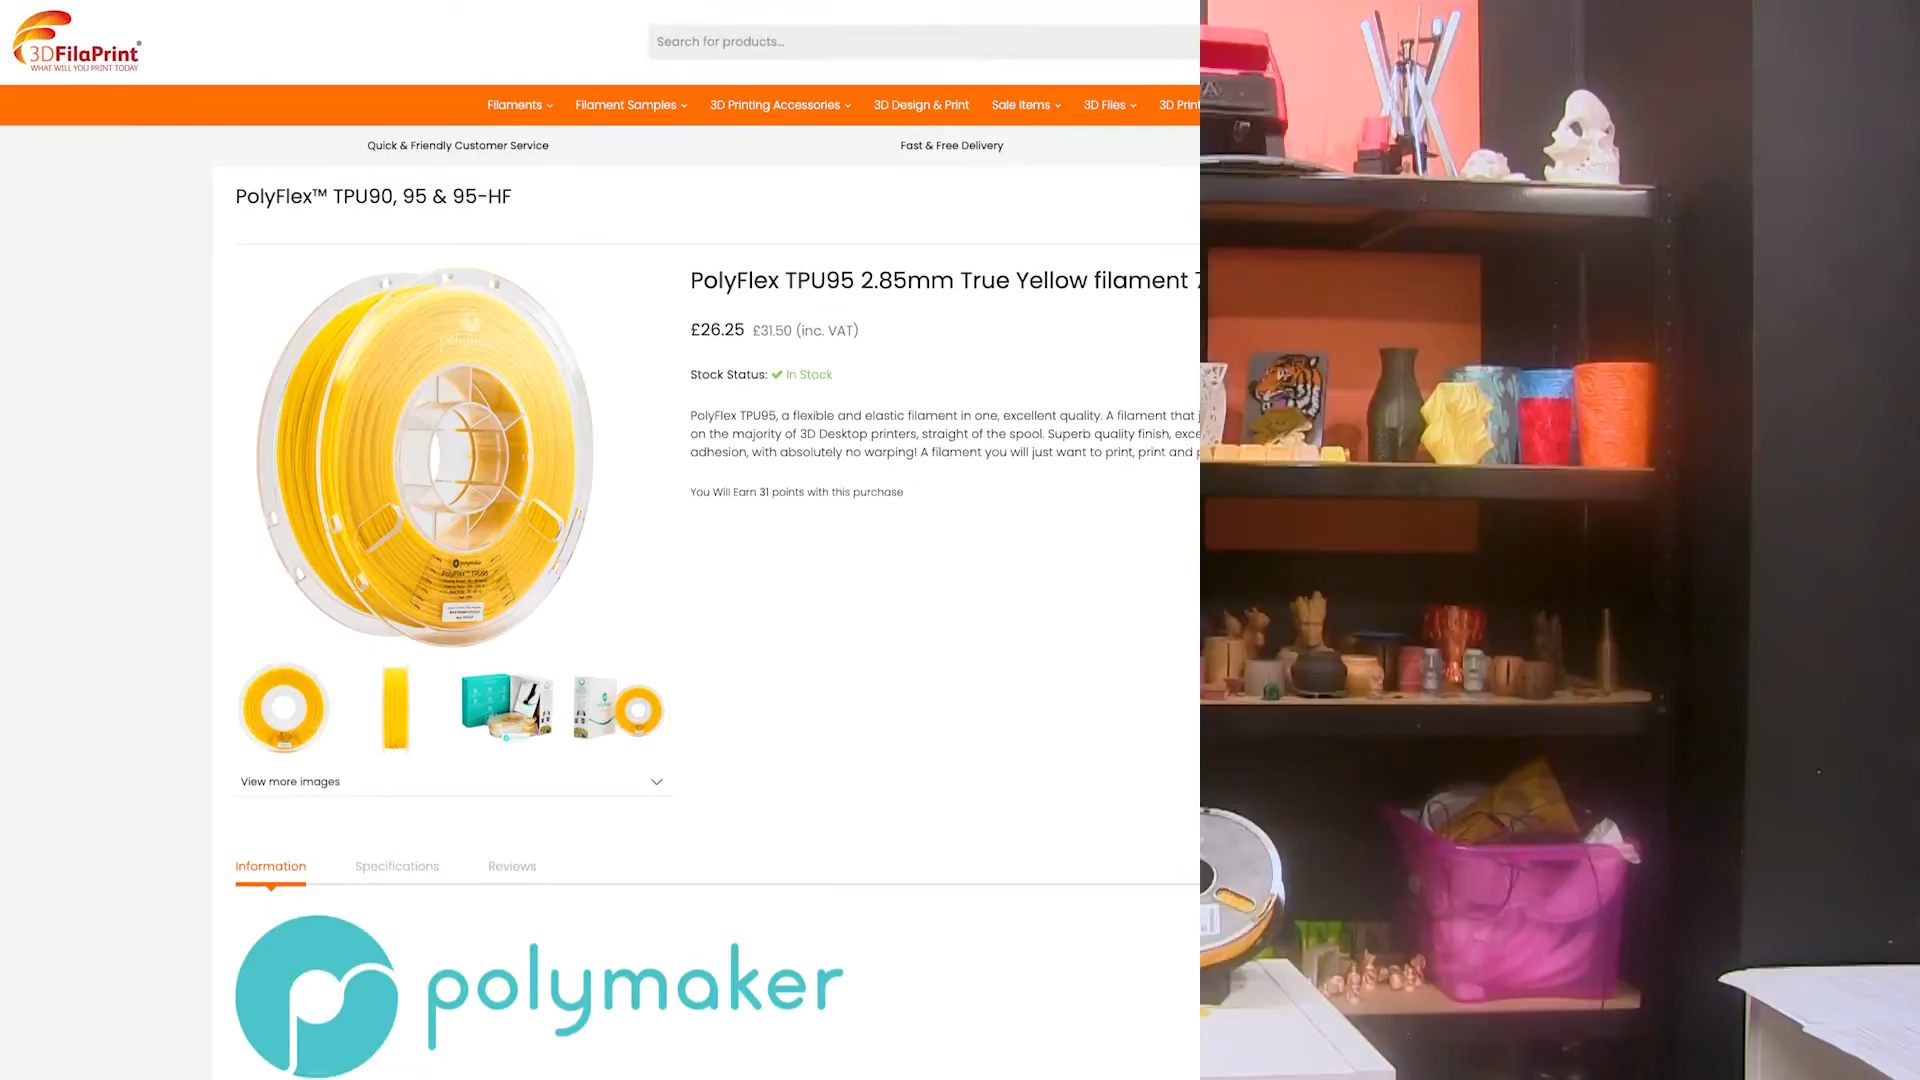 3DFilaPrint
WHAT WILL YOU PRINT TODAY
Search for products...
Filaments
Filament Samples
3D Printing Accessories
3D Design & Print
Sale Items
3D Files
3D Print
Quick & Friendly Customer Service
Fast & Free Delivery
PolyFlex™ TPU90, 95 & 95-HF
PolyFlex TPU95 2.85mm True Yellow filament
£26.25 £31.50 (inc. VAT)
Stock Status: In Stock
PolyFlex TPU95, a flexible and elastic filament in one, excellent quality. A filament that
on the majority of 3D Desktop printers, straight of the spool. Superb quality finish, exce
adhesion, with absolutely no warping! A filament you will just want to print, print and
You Will Earn 31 points with this purchase
polymaker
PolyFlex™ TPU95
View more images
Information
Specifications
Reviews
polymaker